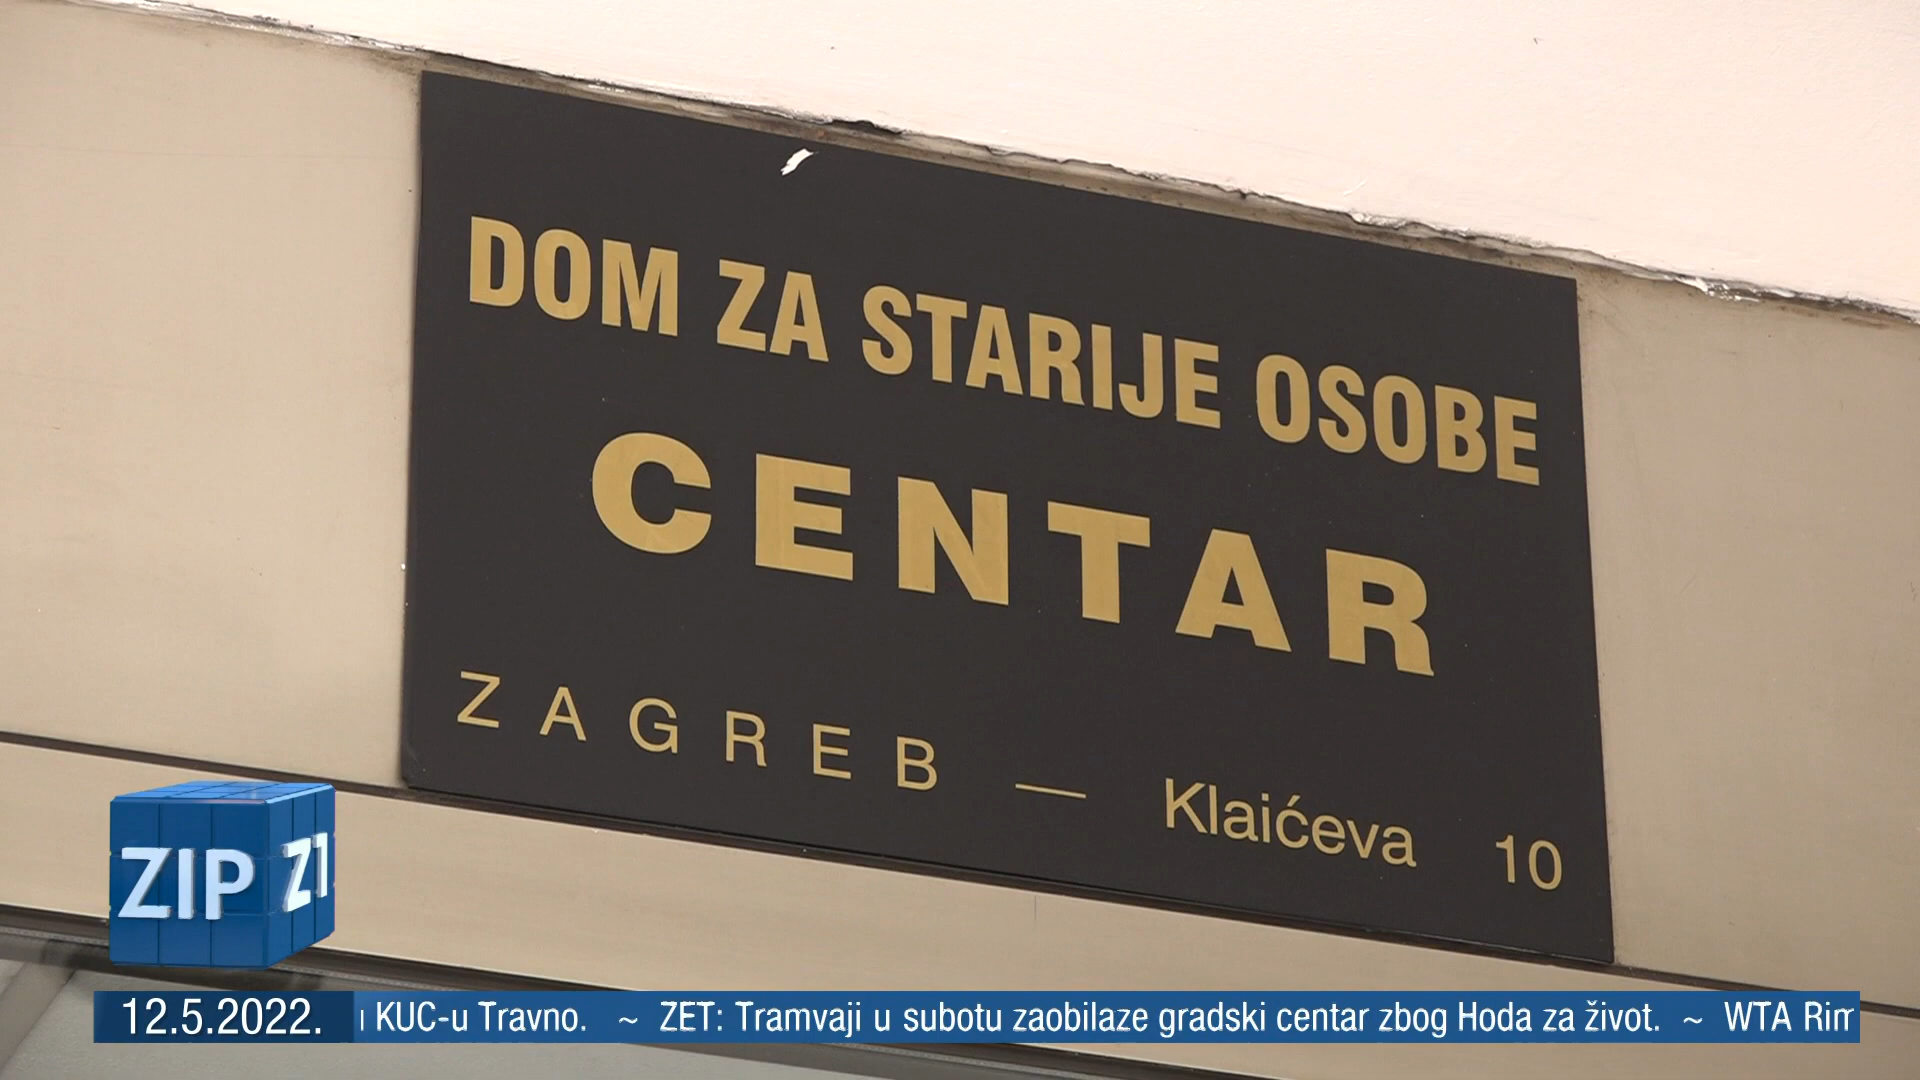 DOM ZA STARIJE OSOBE
CENTAR
ZAGREB — Klaićeva 10
ZIP Z1
12.5.2022. KUC-u Travno. ~ ZET: Tramvaji u subotu zaobilaze gradski centar zbog Hoda za život. ~ WTA